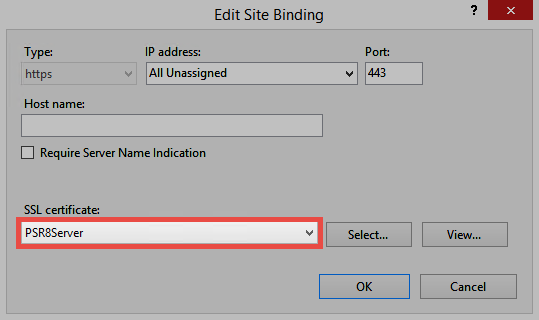 Edit Site Binding
?
Type: IP address: Port:
https All Unassigned 443
Host name:
Require Server Name Indication
SSL certificate:
PSR8Server Select... View...
OK Cancel